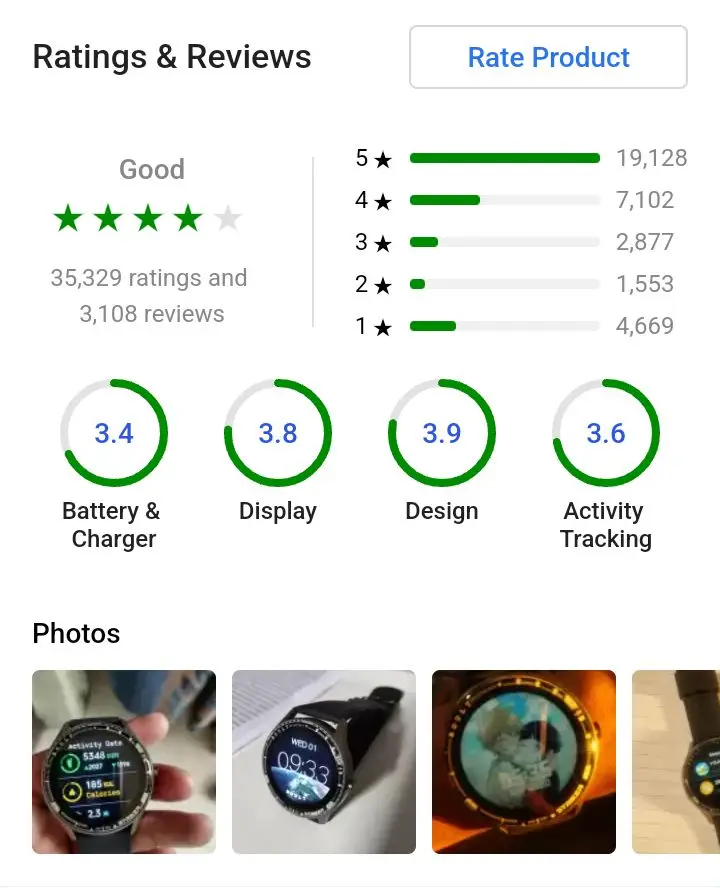 Ratings & Reviews
Rate Product
Good
35,329 ratings and
3,108 reviews
5 ★ 19,128
4 ★ 7,102
3 ★ 2,877
2 ★ 1,553
1 ★ 4,669
3.4
3.8
3.9
3.6
Battery &
Charger
Display
Design
Activity
Tracking
Photos
Activity Data
5348
185
Calories
2.3
WED 01
09:33